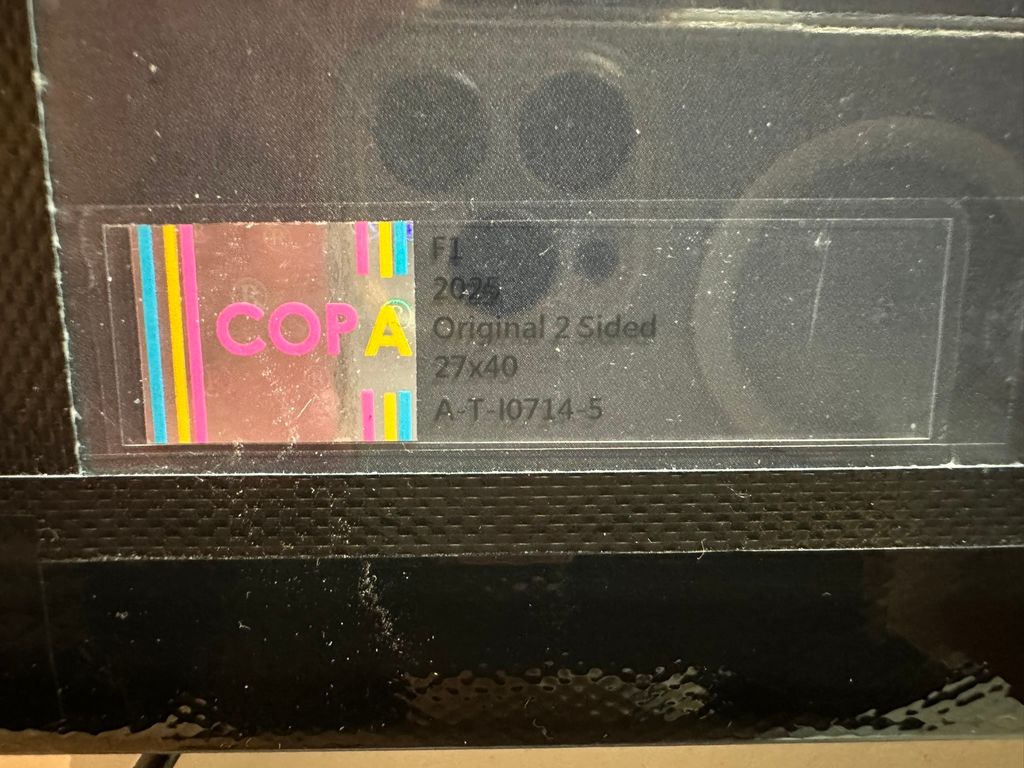 COPA
F1
2025
Original 2 Sided
27x40
A-T-I0714-5